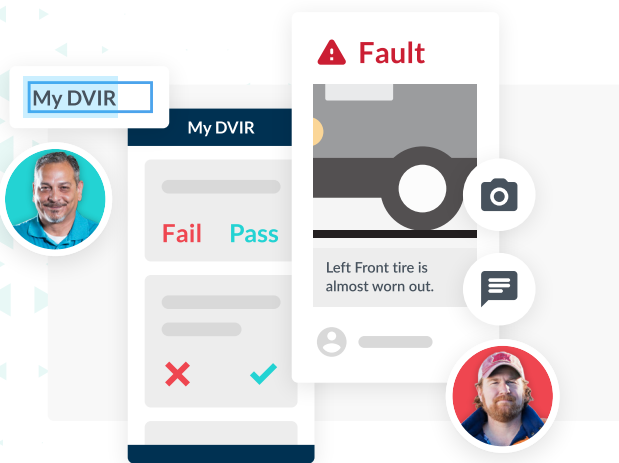 Fault
My DVIR
My DVIR
Fail Pass
Left Front tire is
almost worn out.